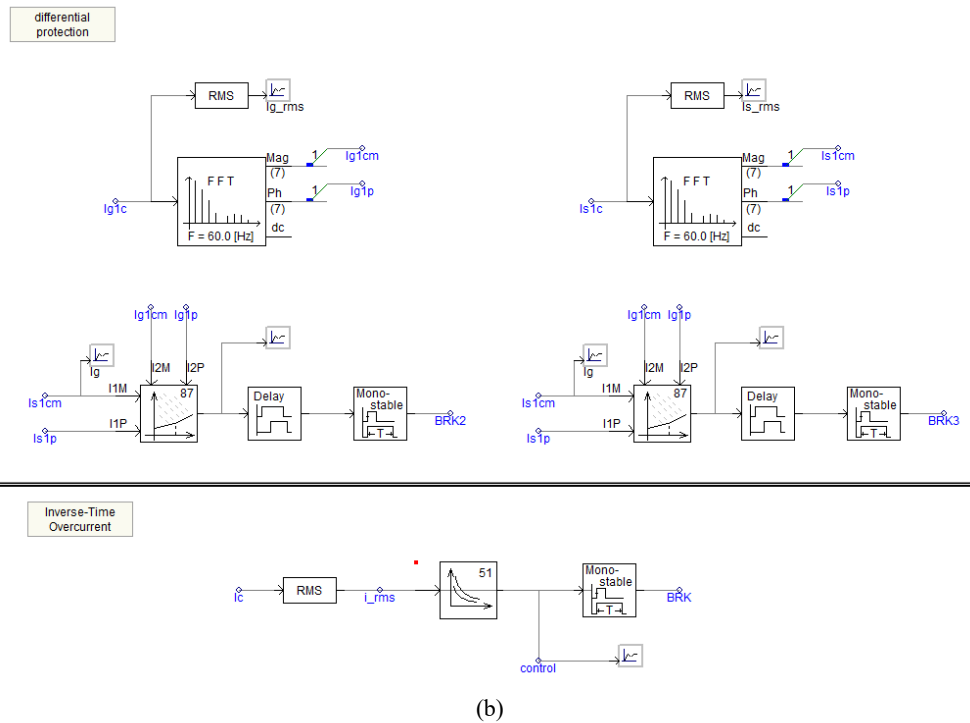 differential
protection
RMS
Ig_rms
RMS
Is_rms
Mag
(7)
1
Ig1cm
FFT
Ph
(7)
1
Ig1p
Ig1c
dc
F = 60.0 [Hz]
Mag
(7)
1
Is1cm
FFT
Ph
(7)
1
Is1p
Is1c
dc
F = 60.0 [Hz]
Ig1cm
Ig1p
Ig
I2M
I2P
Is1cm
I1M
87
Is1p
I1P
Delay
Mono-
stable
T
BRK2
Ig1cm
Ig1p
Ig
I2M
I2P
Is1cm
I1M
87
Is1p
I1P
Delay
Mono-
stable
T
BRK3
Inverse-Time
Overcurrent
Ic
RMS
i_rms
51
Mono-
stable
T
BRK
control
(b)